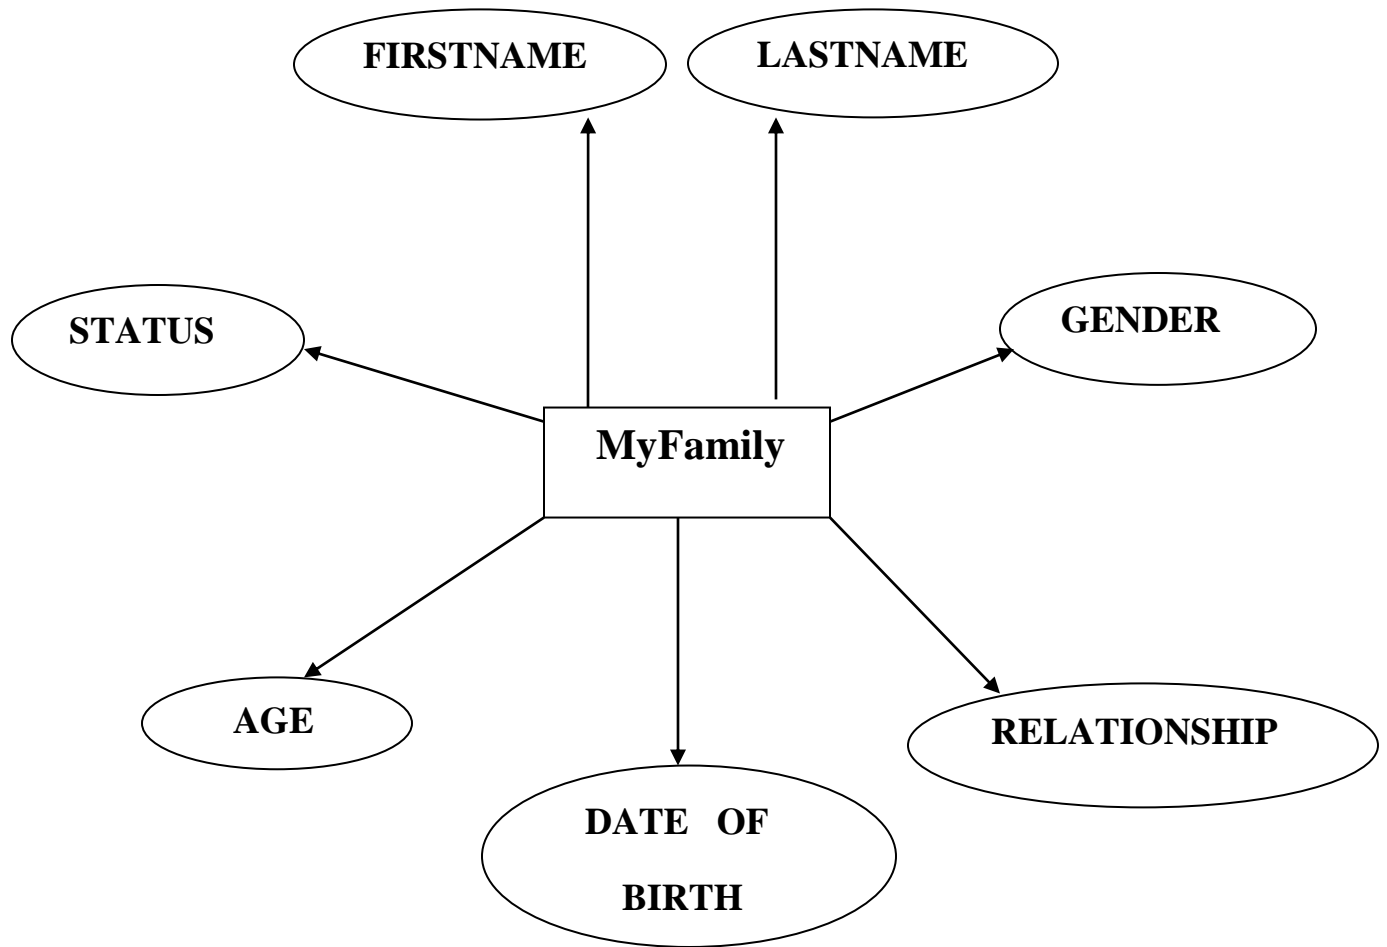 FIRSTNAME
LASTNAME
STATUS
GENDER
MyFamily
AGE
RELATIONSHIP
DATE OF
BIRTH